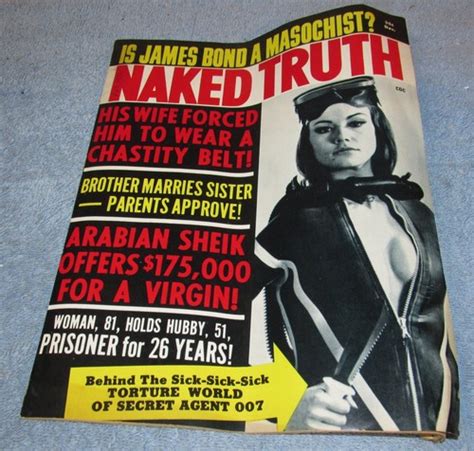 IS JAMES BOND A MASOCHIST?
NAKED TRUTH
HIS WIFE FORCED
HIM TO WEAR A
CHASTITY BELT!
BROTHER MARRIES SISTER
— PARENTS APPROVE!
ARABIAN SHEIK
OFFERS $175,000
FOR A VIRGIN!
WOMAN, 81, HOLDS HUBBY, 51,
PRISONER for 26 YEARS!
Behind The Sick-Sick-Sick
TORTURE WORLD
OF SECRET AGENT 007